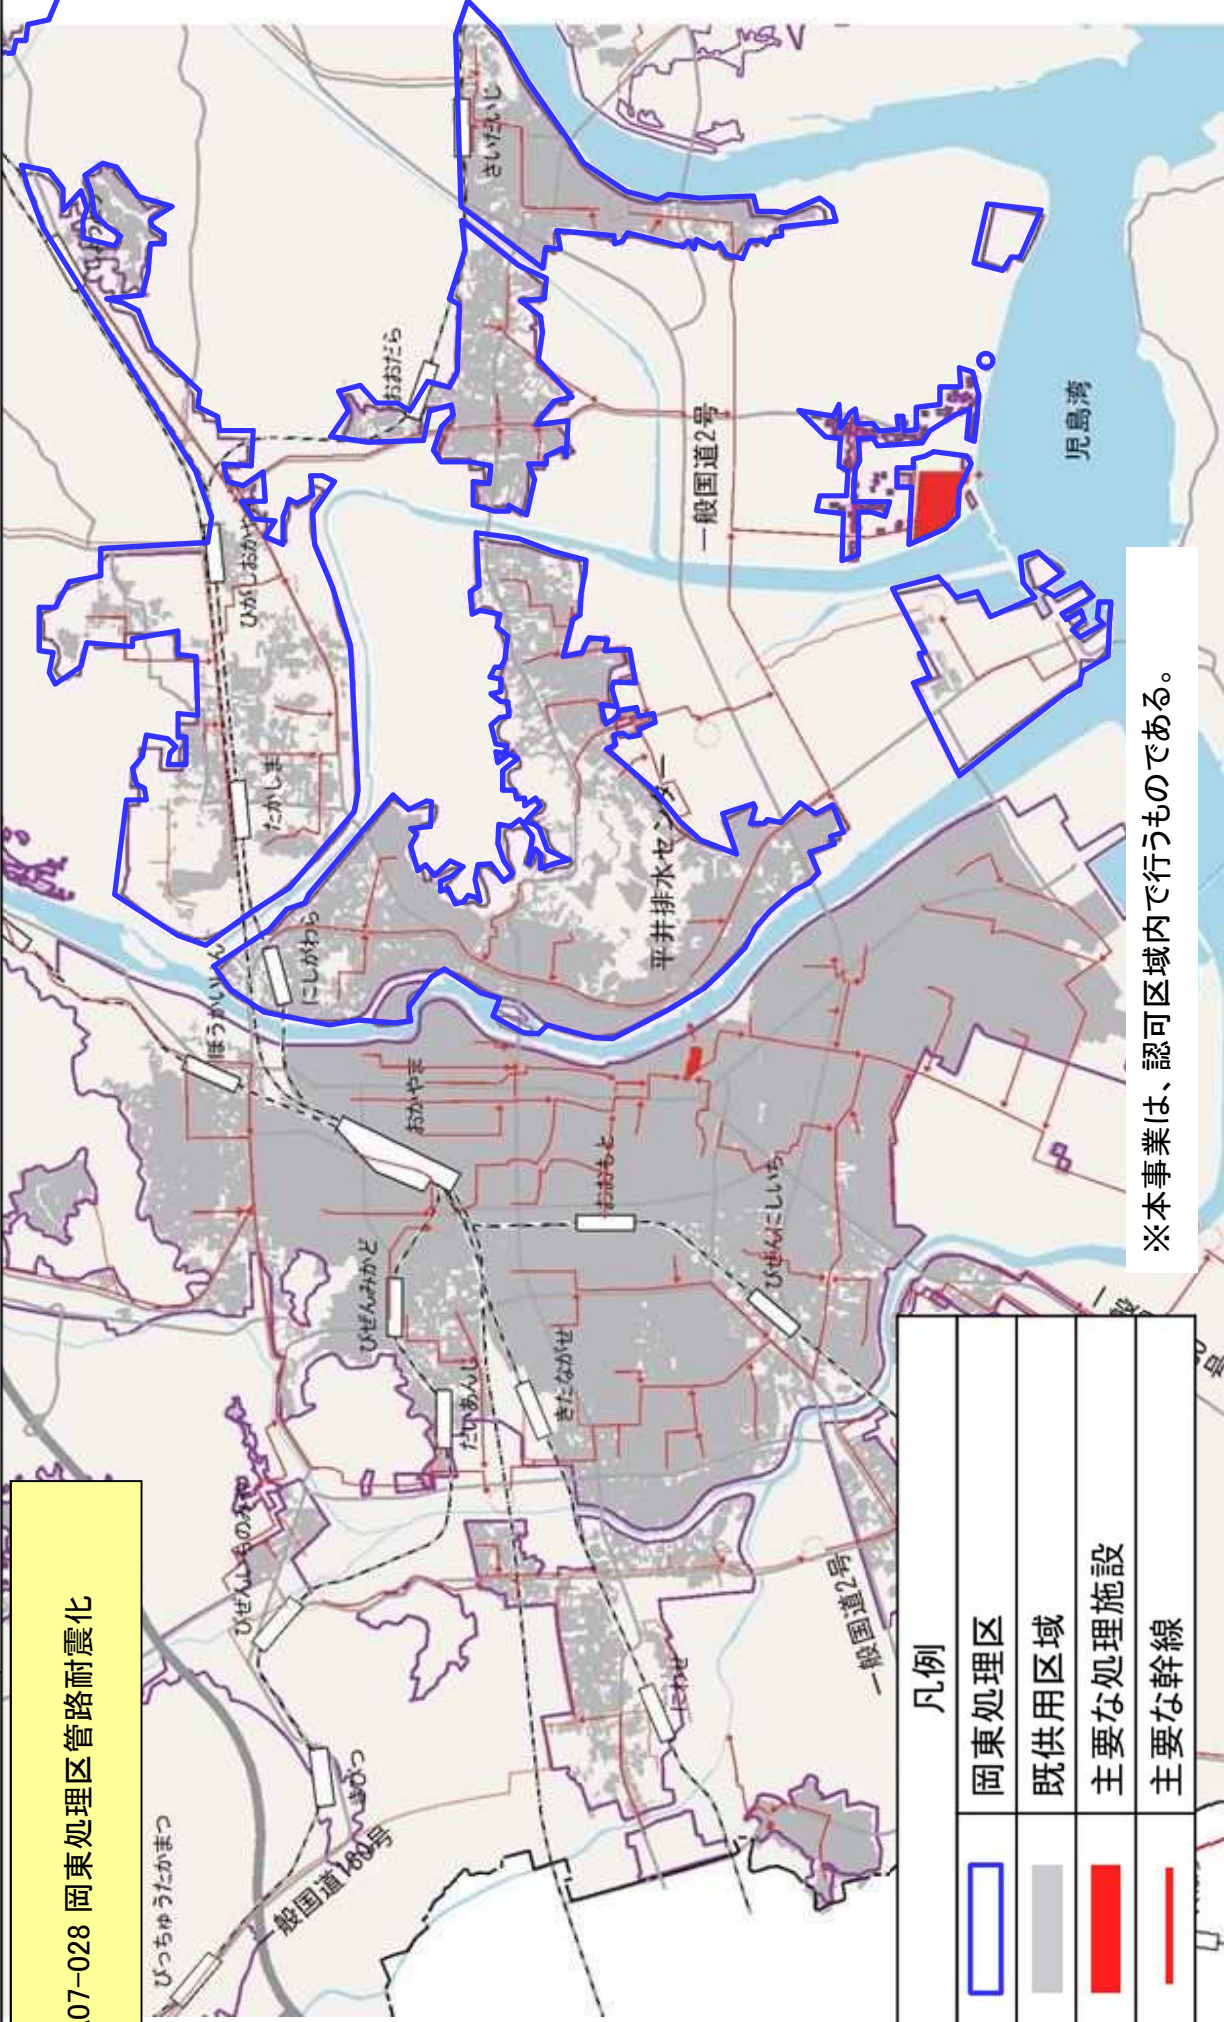 07-028 岡東処理区管路耐震化
びっちゅうたかまつ
一般国道180号
きびつ
びぜんいちのみや
びぜんみかど
だいあんじ
きたながせ
にわせ
一般国道2号
ほうかいいん
おかやま
おおもと
びぜんにしいち
にしがわら
たかしま
ひがしおかやま
平井排水センター
おおだら
さいだいじ
一般国道2号
児島湾
※本事業は、認可区域内で行うものである。
凡例
岡東処理区
既供用区域
主要な処理施設
主要な幹線